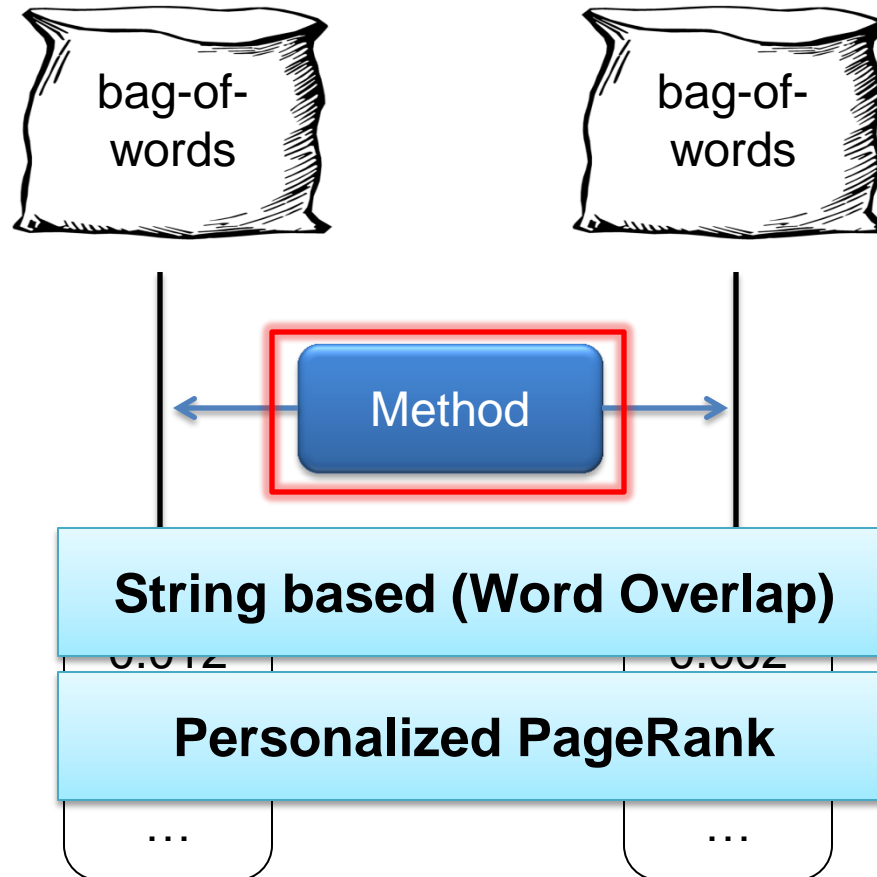 bag-of-
words
bag-of-
words
Method
String based (Word Overlap)
Personalized PageRank
…
…